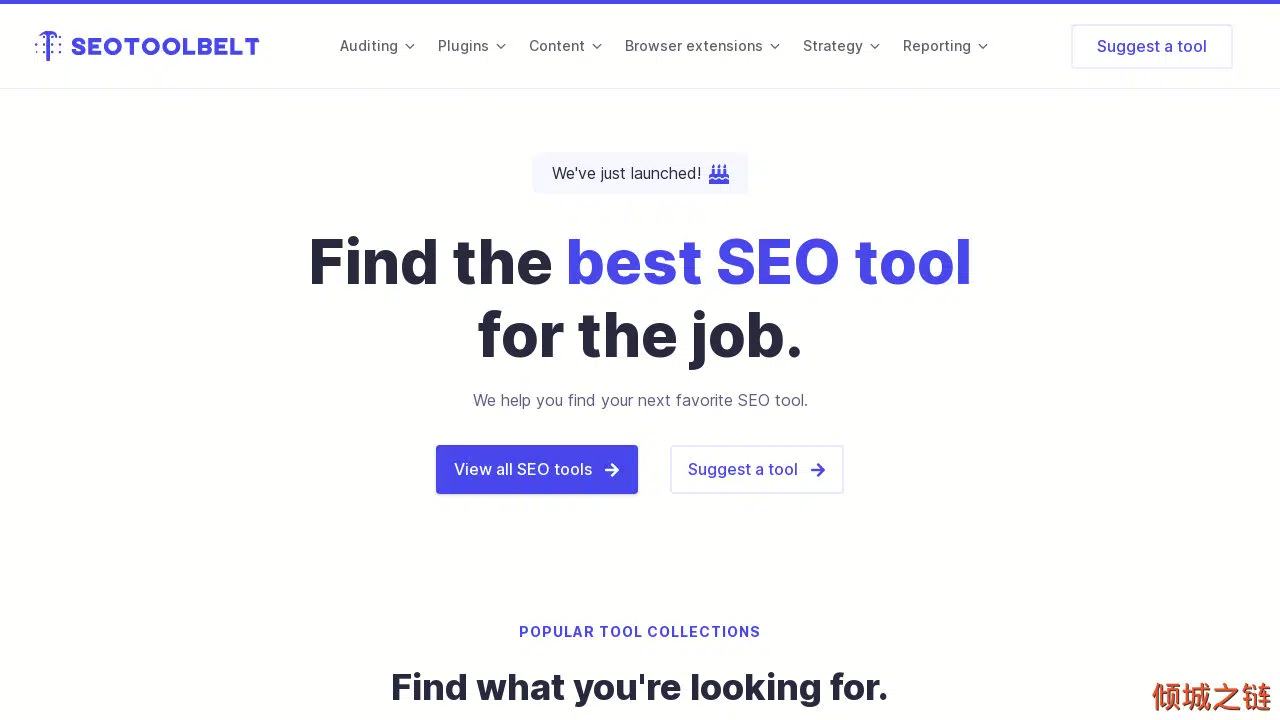 SEOTOOLBELT
Auditing
Plugins
Content
Browser extensions
Strategy
Reporting
Suggest a tool
We've just launched!
Find the best SEO tool
for the job.
We help you find your next favorite SEO tool.
View all SEO tools
Suggest a tool
POPULAR TOOL COLLECTIONS
Find what you're looking for.
倾城之链